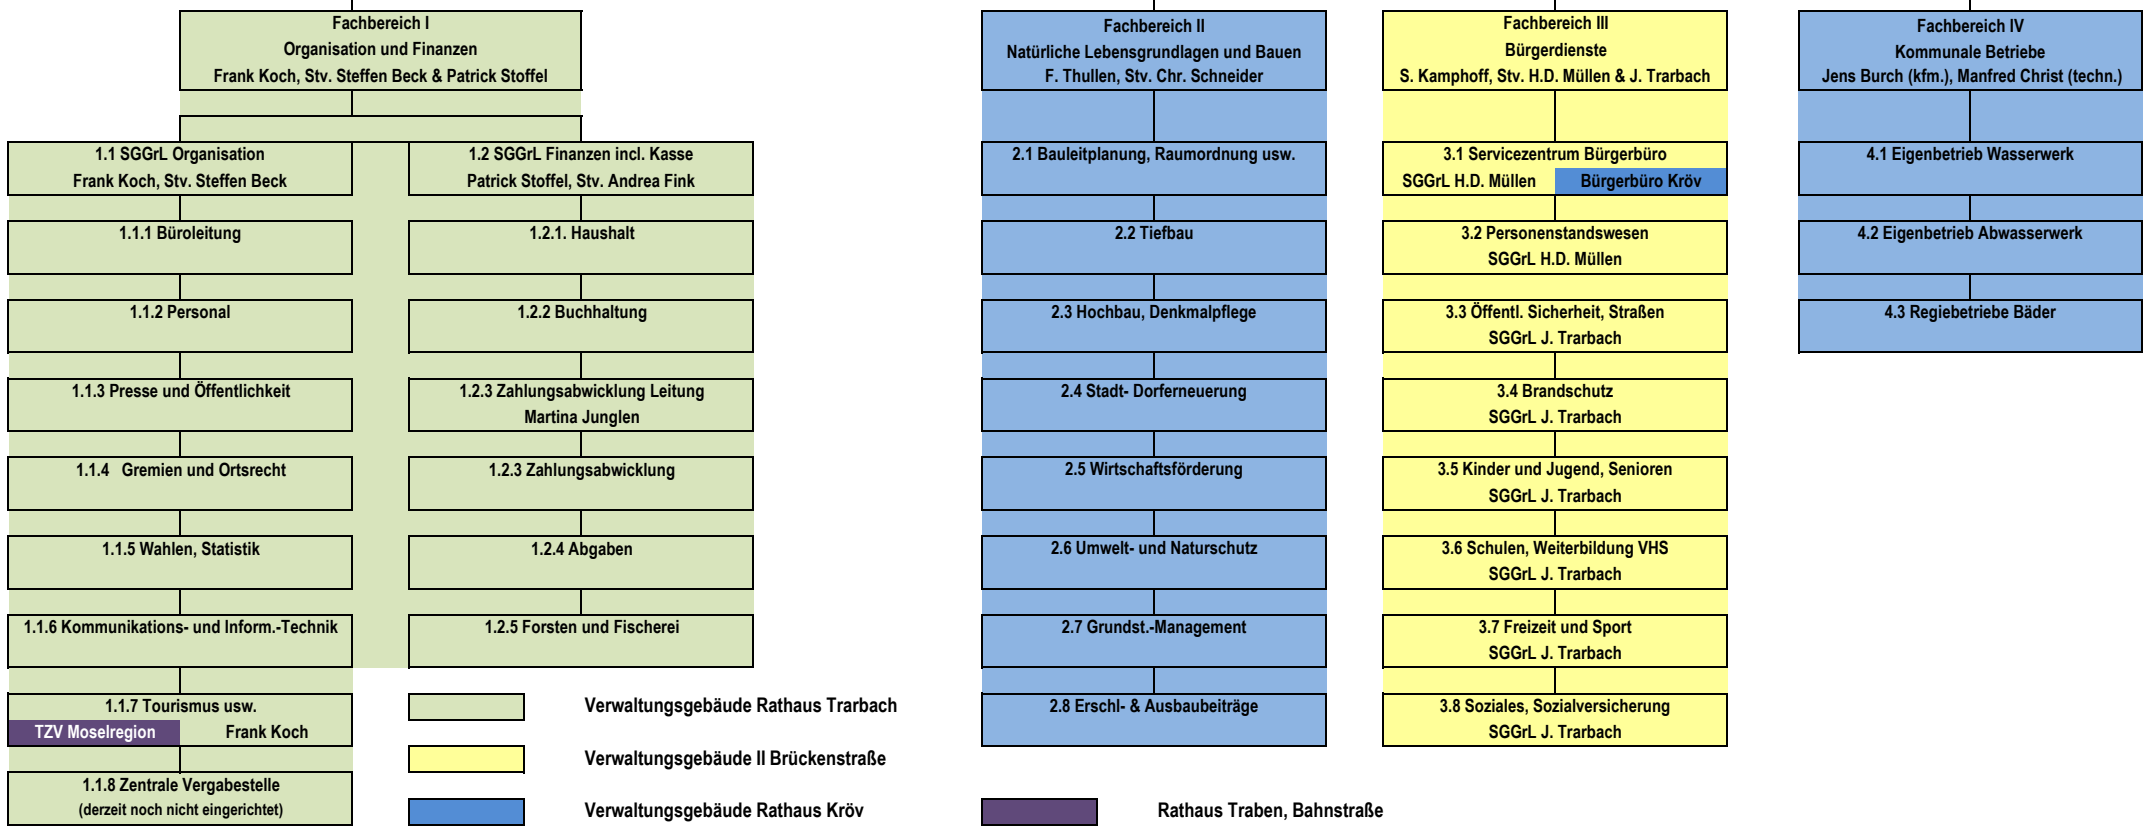 Fachbereich I
Organisation und Finanzen
Frank Koch, Stv. Steffen Beck & Patrick Stoffel
Fachbereich II
Natürliche Lebensgrundlagen und Bauen
F. Thullen, Stv. Chr. Schneider
Fachbereich III
Bürgerdienste
S. Kamphoff, Stv. H.D. Müllen & J. Trarbach
Fachbereich IV
Kommunale Betriebe
Jens Burch (kfm.), Manfred Christ (techn.)
1.1 SGGrL Organisation
Frank Koch, Stv. Steffen Beck
1.1.1 Büroleitung
1.1.2 Personal
1.1.3 Presse und Öffentlichkeit
1.1.4 Gremien und Ortsrecht
1.1.5 Wahlen, Statistik
1.1.6 Kommunikations- und Inform.-Technik
1.1.7 Tourismus usw.
TZV Moselregion Frank Koch
1.1.8 Zentrale Vergabestelle
(derzeit noch nicht eingerichtet)
1.2 SGGrL Finanzen incl. Kasse
Patrick Stoffel, Stv. Andrea Fink
1.2.1. Haushalt
1.2.2 Buchhaltung
1.2.3 Zahlungsabwicklung Leitung
Martina Junglen
1.2.3 Zahlungsabwicklung
1.2.4 Abgaben
1.2.5 Forsten und Fischerei
2.1 Bauleitplanung, Raumordnung usw.
2.2 Tiefbau
2.3 Hochbau, Denkmalpflege
2.4 Stadt- Dorferneuerung
2.5 Wirtschaftsförderung
2.6 Umwelt- und Naturschutz
2.7 Grundst.-Management
2.8 Erschl- & Ausbaubeiträge
3.1 Servicezentrum Bürgerbüro
SGGrL H.D. Müllen Bürgerbüro Kröv
3.2 Personenstandswesen
SGGrL H.D. Müllen
3.3 Öffentl. Sicherheit, Straßen
SGGrL J. Trarbach
3.4 Brandschutz
SGGrL J. Trarbach
3.5 Kinder und Jugend, Senioren
SGGrL J. Trarbach
3.6 Schulen, Weiterbildung VHS
SGGrL J. Trarbach
3.7 Freizeit und Sport
SGGrL J. Trarbach
3.8 Soziales, Sozialversicherung
SGGrL J. Trarbach
4.1 Eigenbetrieb Wasserwerk
4.2 Eigenbetrieb Abwasserwerk
4.3 Regiebetriebe Bäder
Verwaltungsgebäude Rathaus Trarbach
Verwaltungsgebäude II Brückenstraße
Verwaltungsgebäude Rathaus Kröv
Rathaus Traben, Bahnstraße